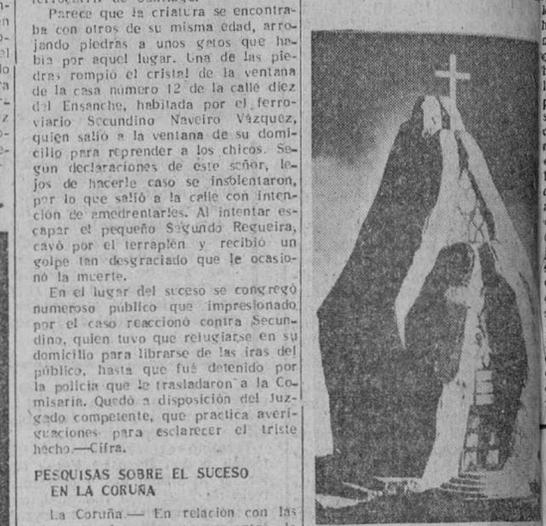 Parece que la criatura se encontra-
ba con otros de su misma edad, arro-
jando piedras a unos gatos que ha-
bía por aquel lugar. Una de las pie-
dras rompió el cristal de la ventana
de la casa número 12 de la calle diez
del Ensanche, habitada por el ferro-
viario Secundino Naveiro Vázquez,
quien salió a la ventana de su domi-
cilio para reprender a los chicos. Se-
gún declaraciones de este señor, le-
jos de hacerle caso se insolentaron,
por lo que salió a la calle con inten-
ción de amedrentarles. Al intentar es-
capar el pequeño Segundo Regueira,
cayó por el terraplén y recibió un
golpe tan desgraciado que le ocasio-
nó la muerte.
En el lugar del suceso se congregó
numeroso público que impresionado
por el caso reaccionó contra Secun-
dino, quien tuvo que refugiarse en su
domicilio para librarse de las iras del
público, hasta que fué detenido por
la policía que le trasladaron a la Co-
misaría. Quedó a disposición del Juz-
gado competente, que practica averi-
guaciones para esclarecer el triste
hecho.—Cifra.
PESQUISAS SOBRE EL SUCESO
EN LA CORUÑA
La Coruña.— En relación con las